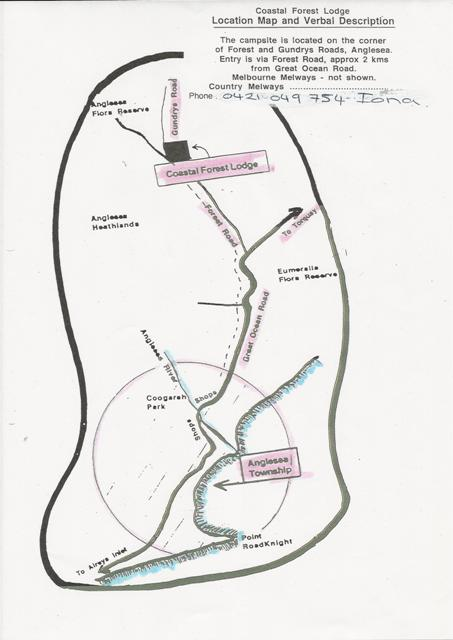 Coastal Forest Lodge
Location Map and Verbal Description
The campsite is located on the corner
of Forest and Gundrys Roads, Anglesea.
Entry is via Forest Road, approx 2 kms
from Great Ocean Road.
Melbourne Melways - not shown.
Country Melways ..............................
Phone 0421 049 754 - Iona.
Anglesea
Flora Reserve
Gundrys Road
Coastal Forest Lodge
Anglesea
Heathlands
Forest Road
To Torquay
Eumeralla
Flora Reserve
Great Ocean Road
Anglesea River
Coogarah
Park
Shops
Shops
Anglesea
Township
Point
RoadKnight
To Aireys Inlet